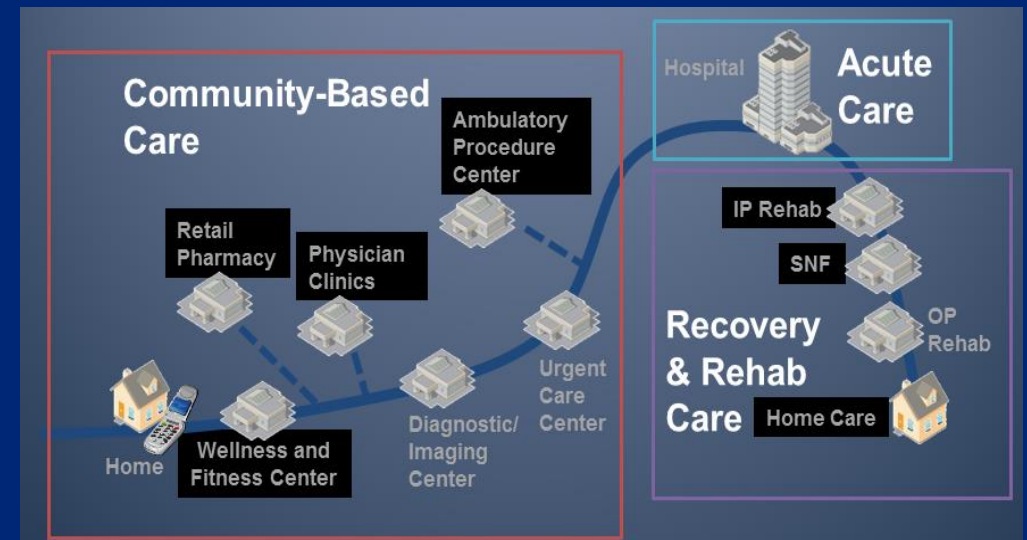 Community-Based
Care
Retail
Pharmacy
Physician
Clinics
Ambulatory
Procedure
Center
Home
Wellness and
Fitness Center
Diagnostic/
Imaging
Center
Urgent
Care
Center
Hospital
Acute
Care
IP Rehab
SNF
OP
Rehab
Recovery
& Rehab
Care
Home Care